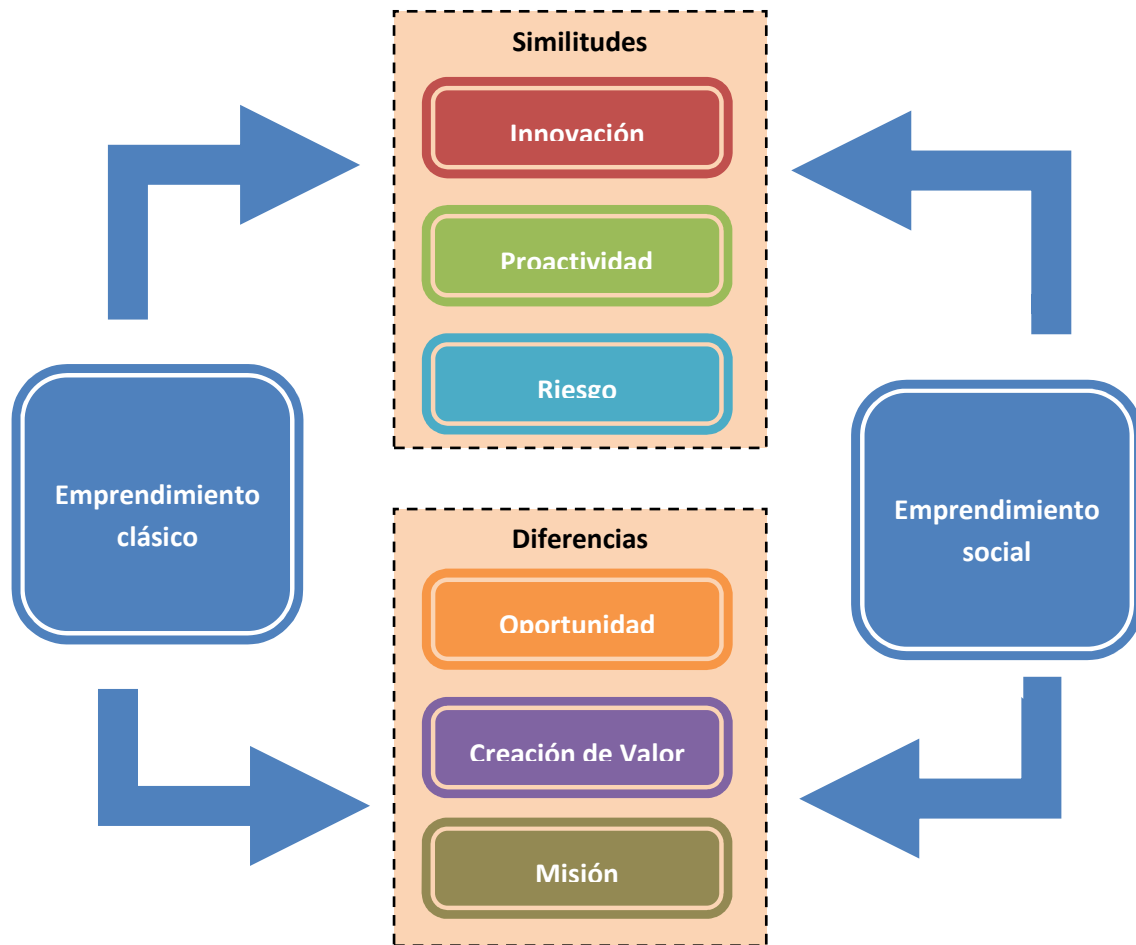 Similitudes
Innovación
Proactividad
Riesgo
Emprendimiento
clásico
Emprendimiento
social
Diferencias
Oportunidad
Creación de Valor
Misión